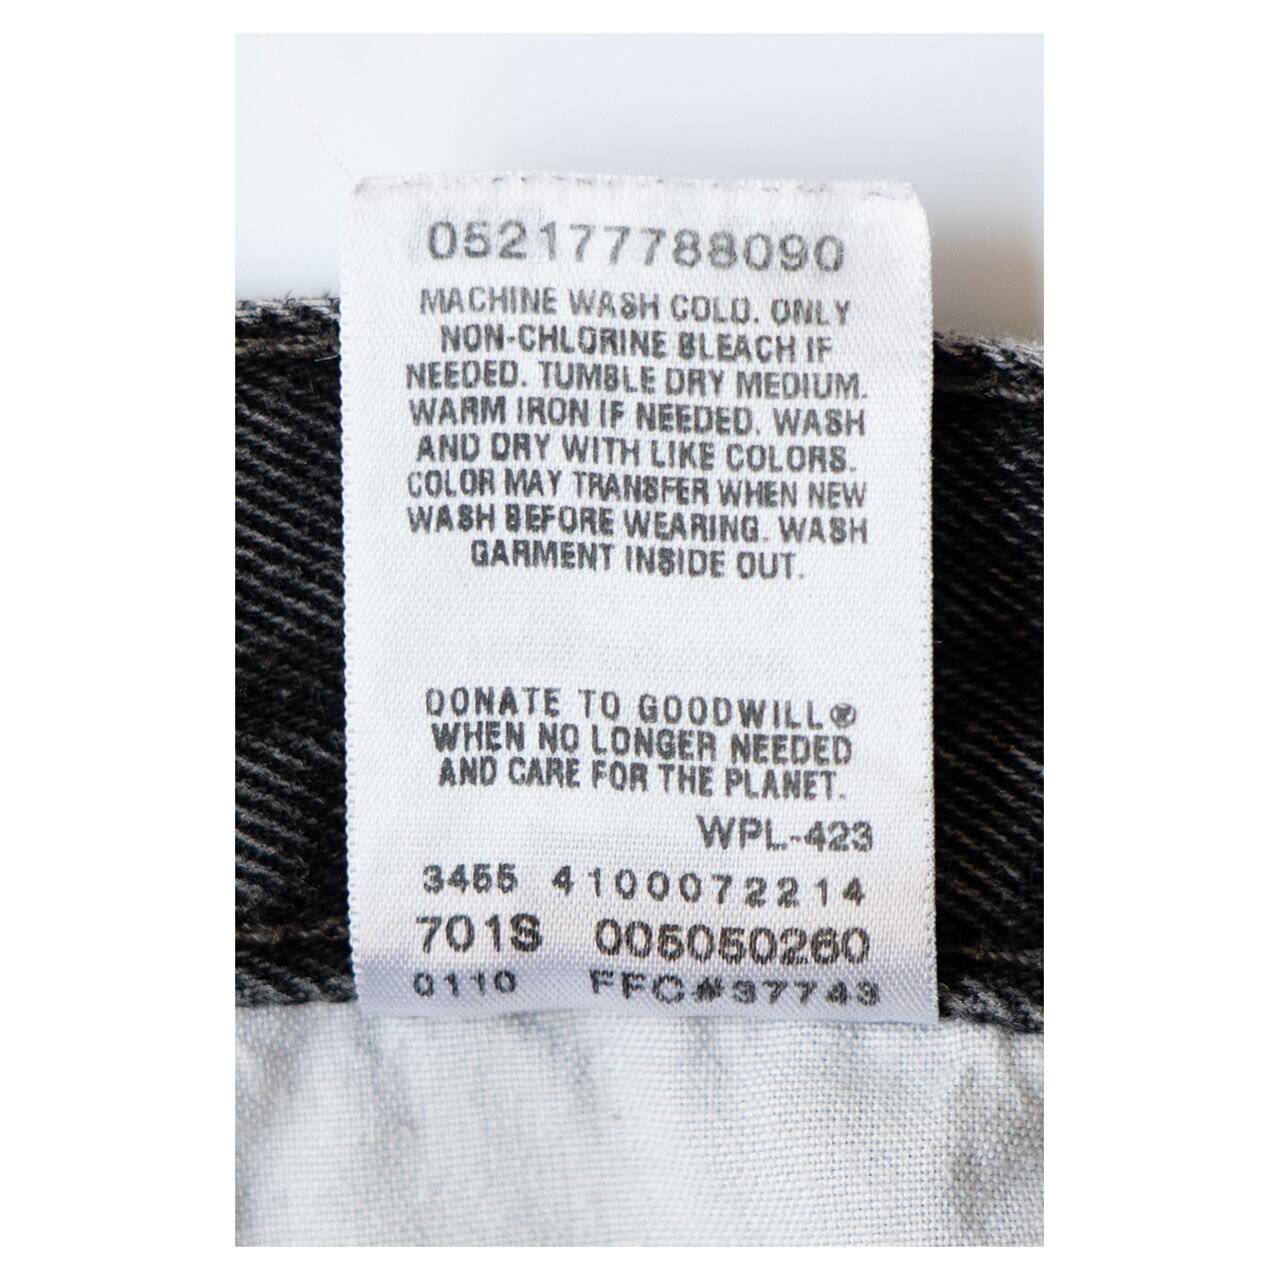 052177788090
MACHINE WASH COLD. ONLY
NON-CHLORINE BLEACH IF
NEEDED. TUMBLE DRY MEDIUM.
WARM IRON IF NEEDED. WASH
AND DRY WITH LIKE COLORS.
COLOR MAY TRANSFER WHEN NEW
WASH BEFORE WEARING. WASH
GARMENT INSIDE OUT.
DONATE TO GOODWILL®
WHEN NO LONGER NEEDED
AND CARE FOR THE PLANET.
WPL-423
3455 4100072214
701S 005050260
0110 FFC#37743